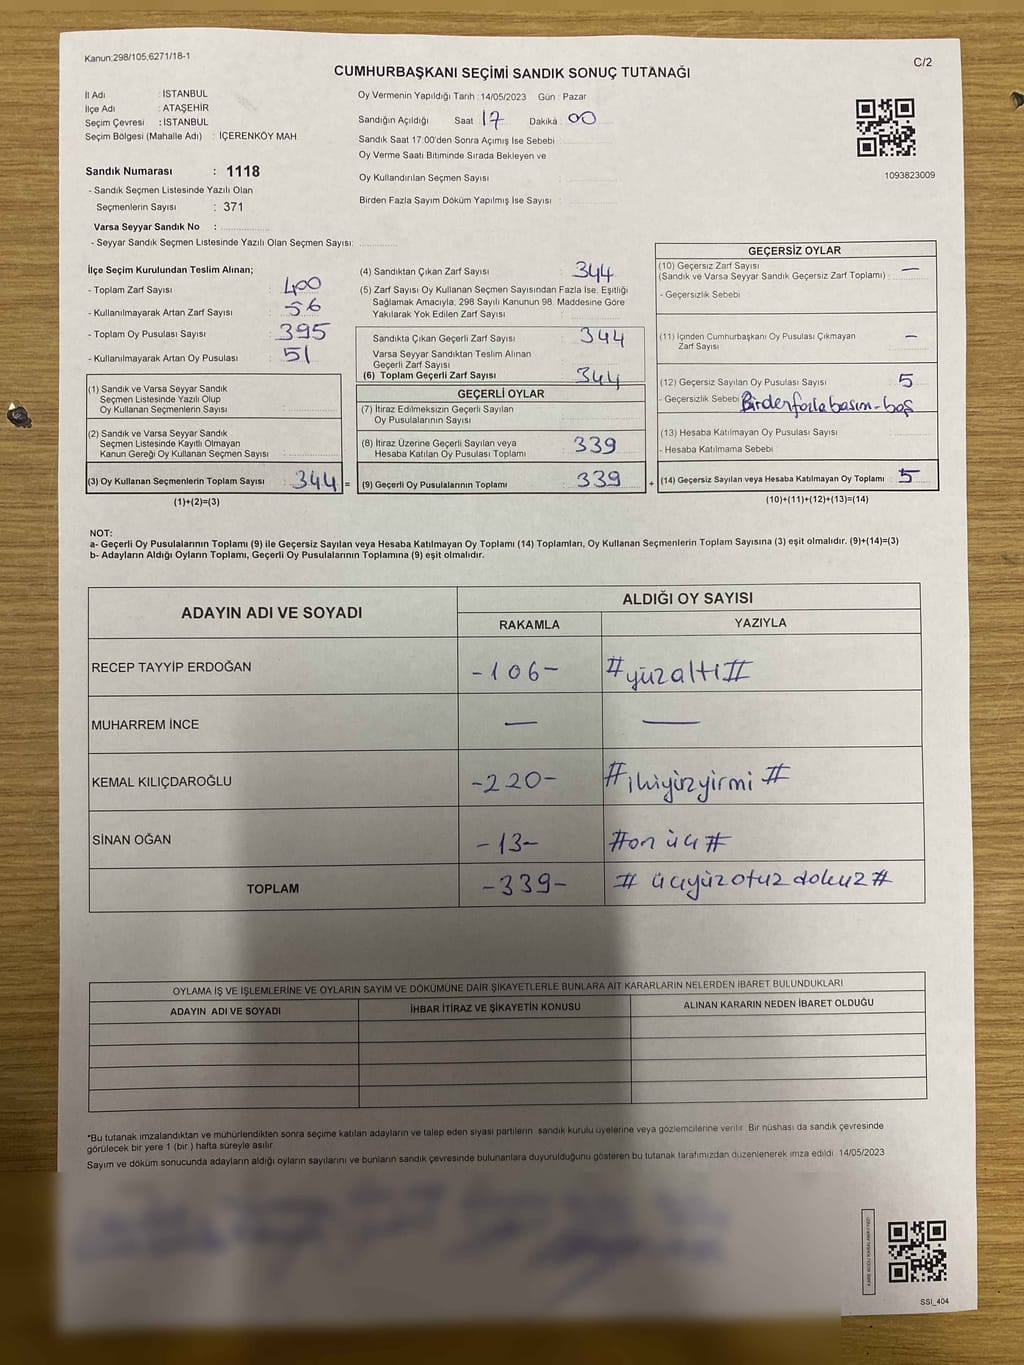 Kanun:298/105,6271/18-1
C/2
CUMHURBAŞKANI SEÇİMİ SANDIK SONUÇ TUTANAĞI
İl Adı : İSTANBUL
İlçe Adı : ATAŞEHİR
Seçim Çevresi : İSTANBUL
Seçim Bölgesi (Mahalle Adı) : İÇERENKÖY MAH.
Sandık Numarası : 1118
- Sandık Seçmen Listesinde Yazılı Olan
Seçmenlerin Sayısı : 371
Varsa Seyyar Sandık No :
- Seyyar Sandık Seçmen Listesinde Yazılı Olan Seçmen Sayısı:
Oy Vermenin Yapıldığı Tarih : 14/05/2023 Gün : Pazar
Sandığın Açıldığı Saat 17 Dakika 00
Sandık Saat 17:00'den Sonra Açımış İse Sebebi
Oy Verme Saati Bitiminde Sırada Bekleyen ve
Oy Kullandırılan Seçmen Sayısı :
Birden Fazla Sayım Döküm Yapılmış İse Sayısı :
1093823009
İlçe Seçim Kurulundan Teslim Alınan;
- Toplam Zarf Sayısı : 400
- Kullanılmayarak Artan Zarf Sayısı : 56
- Toplam Oy Pusulası Sayısı : 395
- Kullanılmayarak Artan Oy Pusulası : 51
(1) Sandık ve Varsa Seyyar Sandık
Seçmen Listesinde Yazılı Olup
Oy Kullanan Seçmenlerin Sayısı :
(2) Sandık ve Varsa Seyyar Sandık
Seçmen Listesinde Kayıtlı Olmayan
Kanun Gereği Oy Kullanan Seçmen Sayısı :
(3) Oy Kullanan Seçmenlerin Toplam Sayısı : 344 =
(1)+(2)=(3)
(4) Sandıktan Çıkan Zarf Sayısı : 344
(5) Zarf Sayısı Oy Kullanan Seçmen Sayısından Fazla İse, Eşitliği
Sağlamak Amacıyla; 298 Sayılı Kanunun 98. Maddesine Göre
Yakılarak Yok Edilen Zarf Sayısı :
Sandıkta Çıkan Geçerli Zarf Sayısı : 344
Varsa Seyyar Sandıktan Teslim Alınan
Geçerli Zarf Sayısı
(6) Toplam Geçerli Zarf Sayısı : 344
GEÇERLİ OYLAR
(7) İtiraz Edilmeksizin Geçerli Sayılan
Oy Pusulalarının Sayısı :
(8) İtiraz Üzerine Geçerli Sayılan veya
Hesaba Katılan Oy Pusulası Toplamı : 339
(9) Geçerli Oy Pusulalarının Toplamı : 339 +
GEÇERSİZ OYLAR
(10) Geçersiz Zarf Sayısı
(Sandık ve Varsa Seyyar Sandık Geçersiz Zarf Toplamı) : —
- Geçersizlik Sebebi
(11) İçinden Cumhurbaşkanı Oy Pusulası Çıkmayan
Zarf Sayısı : —
(12) Geçersiz Sayılan Oy Pusulası Sayısı : 5
- Geçersizlik Sebebi Birden fazla basım-boş
(13) Hesaba Katılmayan Oy Pusulası Sayısı :
- Hesaba Katılmama Sebebi
(14) Geçersiz Sayılan veya Hesaba Katılmayan Oy Toplamı : 5
(10)+(11)+(12)+(13)=(14)
NOT:
a- Geçerli Oy Pusulalarının Toplamı (9) ile Geçersiz Sayılan veya Hesaba Katılmayan Oy Toplamı (14) Toplamları, Oy Kullanan Seçmenlerin Toplam Sayısına (3) eşit olmalıdır. (9)+(14)=(3)
b- Adayların Aldığı Oyların Toplamı, Geçerli Oy Pusulalarının Toplamına (9) eşit olmalıdır.
ADAYIN ADI VE SOYADI
ALDIĞI OY SAYISI
RAKAMLA YAZIYLA
RECEP TAYYİP ERDOĞAN -106- #yüzaltı#
MUHARREM İNCE — —
KEMAL KILIÇDAROĞLU -220- #ikiyüzyirmi#
SİNAN OĞAN -13- #on üç#
TOPLAM -339- # üçyüzotuz dokuz#
OYLAMA İŞ VE İŞLEMLERİNE VE OYLARIN SAYIM VE DÖKÜMÜNE DAİR ŞİKAYETLERLE BUNLARA AİT KARARLARIN NELERDEN İBARET BULUNDUKLARI
ADAYIN ADI VE SOYADI İHBAR İTİRAZ VE ŞİKAYETİN KONUSU ALINAN KARARIN NEDEN İBARET OLDUĞU
*Bu tutanak imzalandıktan ve mühürlendikten sonra seçime katılan adayların ve talep eden siyasi partilerin sandık kurulu üyelerine veya gözlemcilerine verilir. Bir nüshası da sandık çevresinde
görülecek bir yere 1 (bir) hafta süreyle asılır.
Sayım ve döküm sonucunda adayların aldığı oyların sayılarını ve bunların sandık çevresinde bulunanlara duyurulduğunu gösteren bu tutanak tarafımızdan düzenlenerek imza edildi. 14/05/2023
SSİ_404